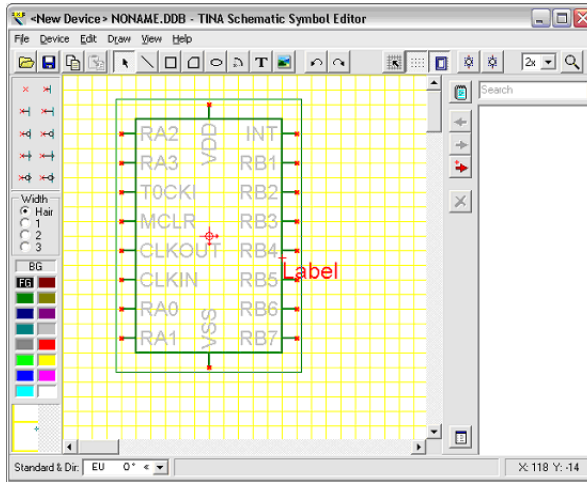 <New Device> NONAME.DDB - TINA Schematic Symbol Editor
File Device Edit Draw View Help
T 2x
Search
Width
Hair
1
2
3
BG
FG
RA2 VDD INT
RA3 RB1
T0CKI RB2
MCLR RB3
CLKOUT RB4
Label
CLKIN RB5
RA0 VSS RB6
RA1 RB7
Standard & Dir: EU 0° < X: 118 Y: -14